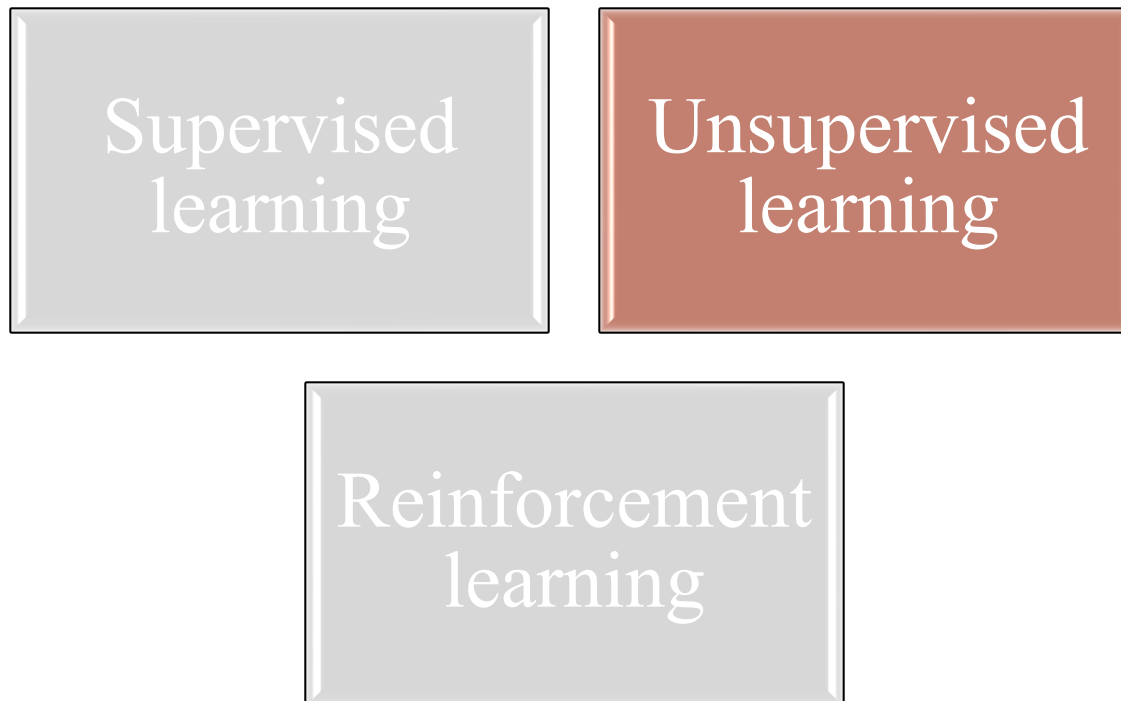 Supervised
learning
Unsupervised
learning
Reinforcement
learning